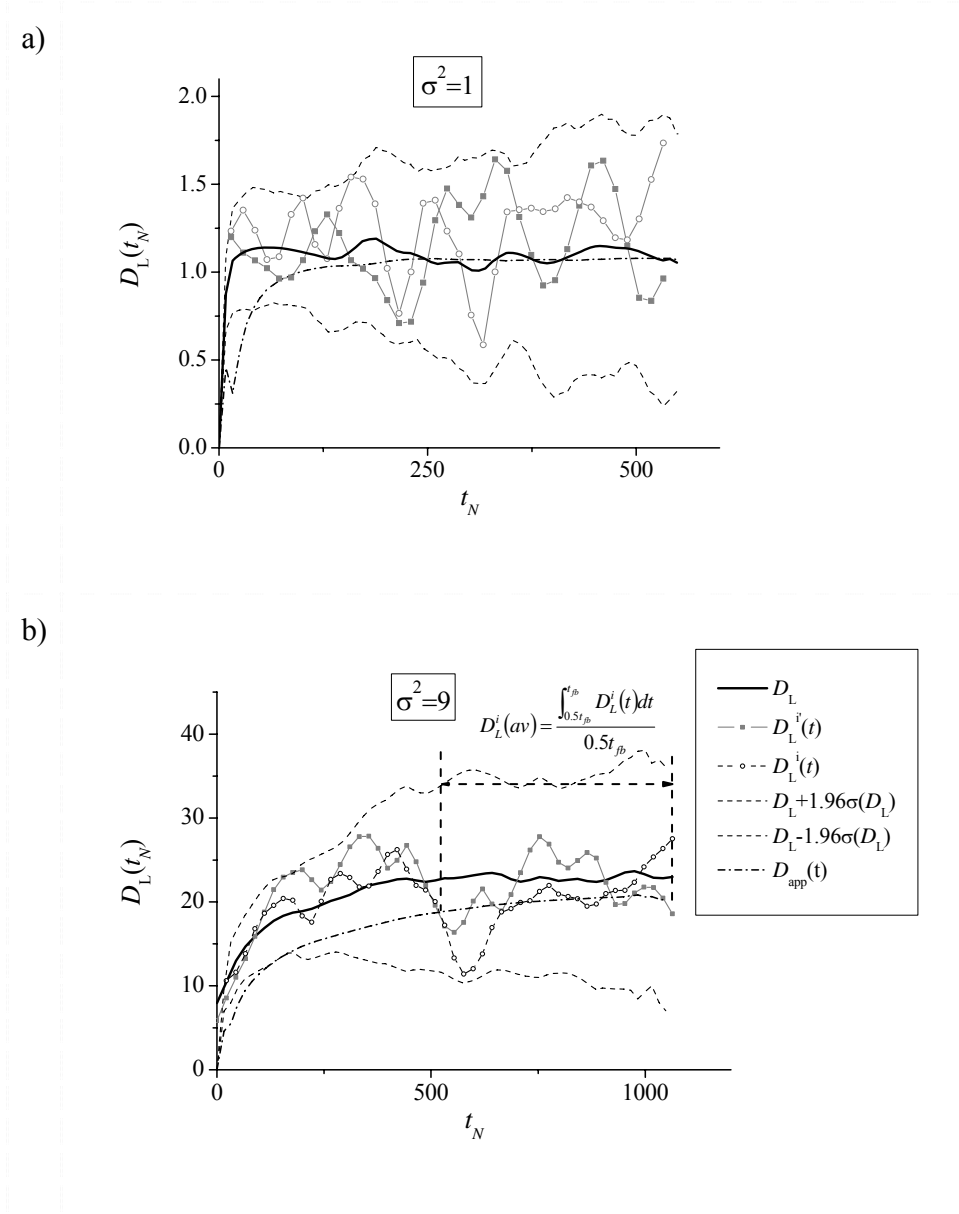 a)
σ²=1
2.0
1.5
1.0
0.5
0.0
D_L(t_N)
0 250 500
t_N
b)
σ²=9
D_L^i(av) = ∫_{0.5t_fb}^{t_fb} D_L^i(t)dt / 0.5t_fb
40
30
20
10
0
D_L(t_N)
0 500 1000
t_N
D_L
D_L^i'(t)
D_L^i(t)
D_L+1.96σ(D_L)
D_L-1.96σ(D_L)
D_app(t)